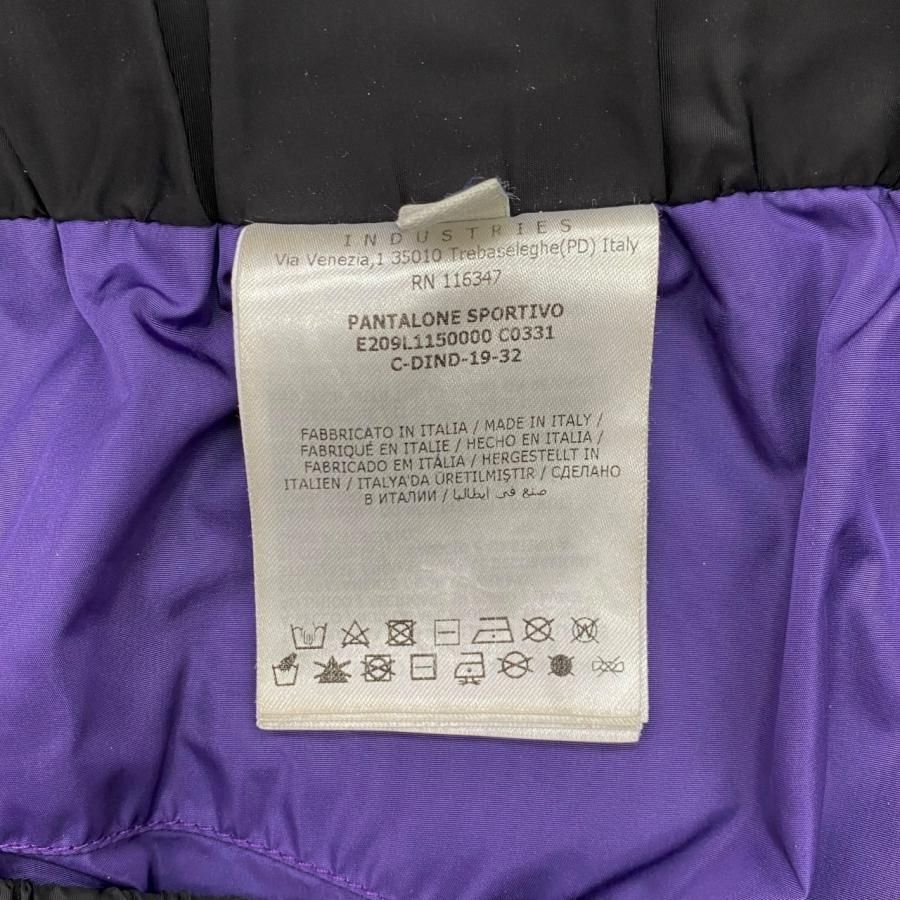 INDUSTRIES
Via Venezia,1 35010 Trebaseleghe(PD) Italy
RN 116347
PANTALONE SPORTIVO
E209L1150000 C0331
C-DIND-19-32
FABBRICATO IN ITALIA / MADE IN ITALY /
FABRIQUÉ EN ITALIE / HECHO EN ITALIA /
FABRICADO EM ITÁLIA / HERGESTELLT IN
ITALIEN / ITALYA'DA ÜRETILMIŞTIR / СДЕЛАНО
В ИТАЛИИ / صنع في ايطاليا